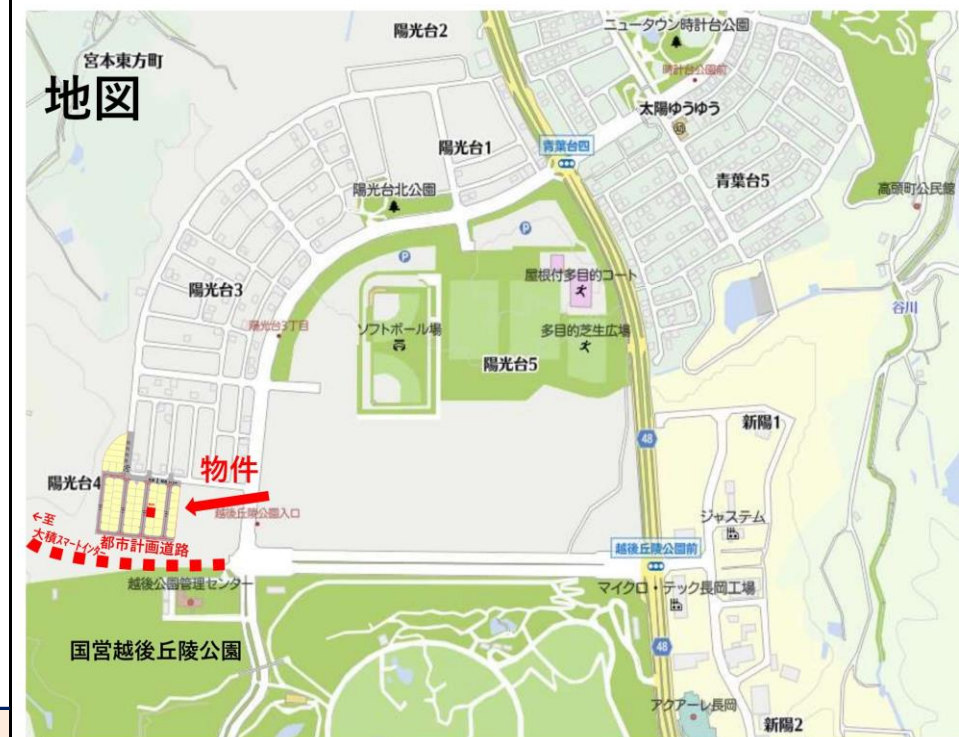 陽光台2
ニュータウン時計台公園
宮本東方町
地図
時計台公園前
太陽ゆうゆう
陽光台1
青葉台四
青葉台5
陽光台北公園
高頭町公民館
P
P
屋根付多目的コート
陽光台3
谷川
陽光台3丁目
ソフトボール場
多目的芝生広場
陽光台5
新陽1
48
物件
陽光台4
越後丘陵公園入口
ジャステム
←至
大積スマートインター
都市計画道路
越後丘陵公園前
越後公園管理センター
マイクロ・テック長岡工場
国営越後丘陵公園
48
アクアーレ長岡
新陽2